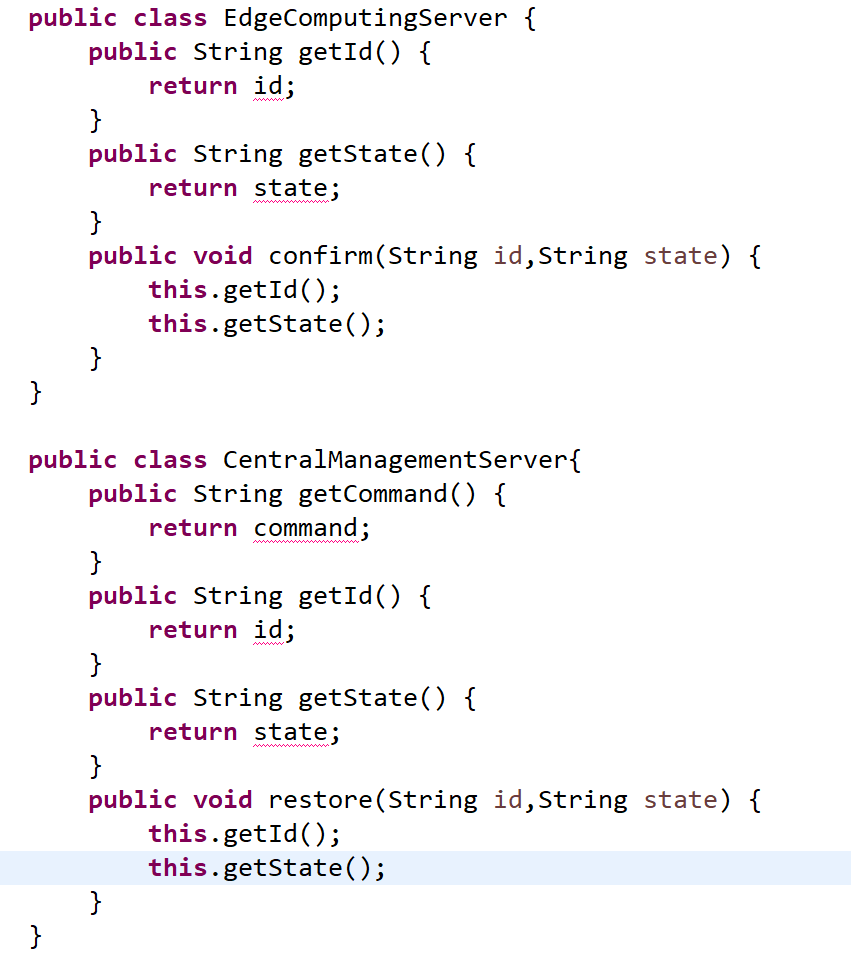 public class EdgeComputingServer {
    public String getId() {
        return id;
    }
    public String getState() {
        return state;
    }
    public void confirm(String id,String state) {
        this.getId();
        this.getState();
    }
}

public class CentralManagementServer{
    public String getCommand() {
        return command;
    }
    public String getId() {
        return id;
    }
    public String getState() {
        return state;
    }
    public void restore(String id,String state) {
        this.getId();
        this.getState();
    }
}